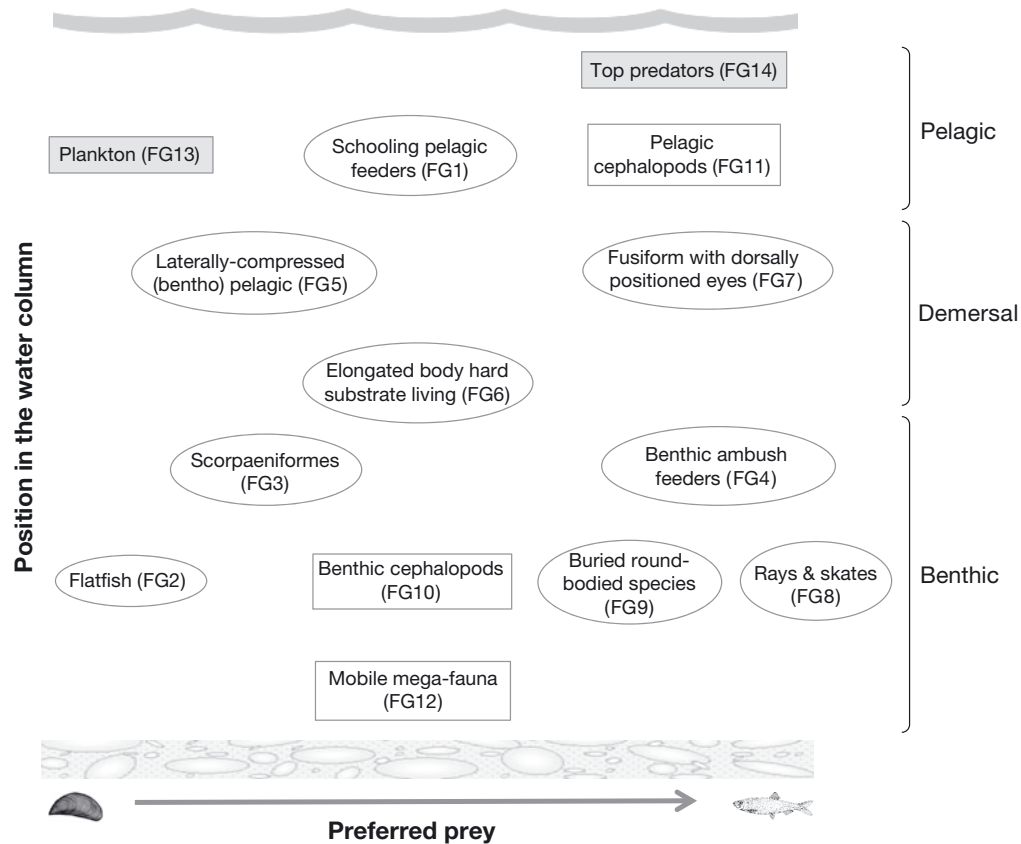 Top predators (FG14)
Pelagic
Plankton (FG13)
Schooling pelagic
feeders (FG1)
Pelagic
cephalopods (FG11)
Position in the water column
Laterally-compressed
(bentho) pelagic (FG5)
Fusiform with dorsally
positioned eyes (FG7)
Demersal
Elongated body hard
substrate living (FG6)
Scorpaeniformes
(FG3)
Benthic ambush
feeders (FG4)
Flatfish (FG2)
Benthic cephalopods
(FG10)
Buried round-
bodied species
(FG9)
Rays & skates
(FG8)
Benthic
Mobile mega-fauna
(FG12)
Preferred prey